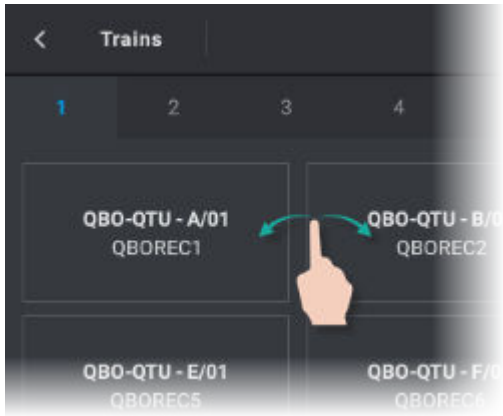 Trains
1 2 3 4
QBO-QTU - A/01 QBO-QTU - B/0
QBOREC1 QBOREC2
QBO-QTU - E/01 QBO-QTU - F/0
QBOREC5 QBOREC6